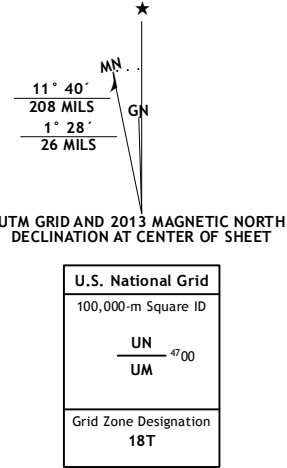 ★
MN
11° 40´
208 MILS
GN
1° 28´
26 MILS
UTM GRID AND 2013 MAGNETIC NORTH
DECLINATION AT CENTER OF SHEET
U.S. National Grid
100,000-m Square ID
UN
4700
UM
Grid Zone Designation
18T